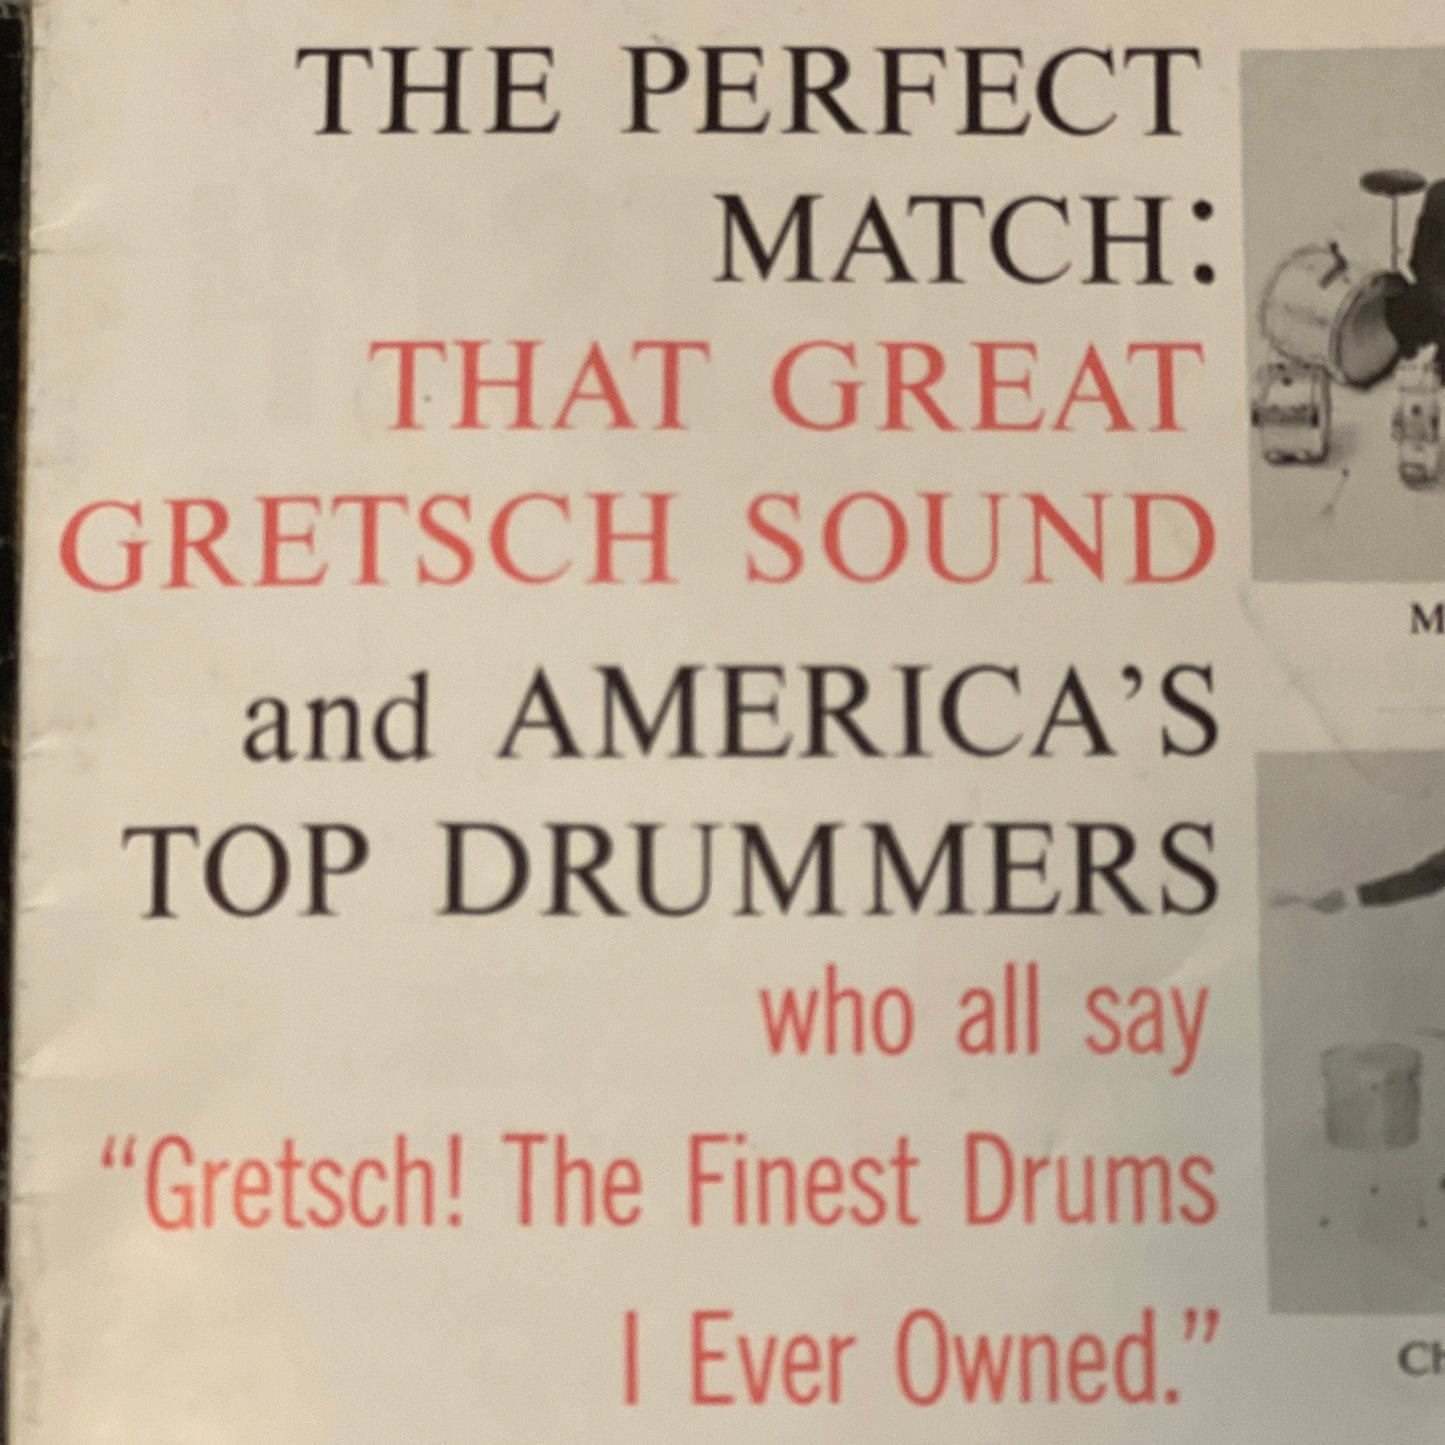 THE PERFECT
MATCH:
THAT GREAT
GRETSCH SOUND
and AMERICA’S
TOP DRUMMERS
who all say
“Gretsch! The Finest Drums
I Ever Owned.”